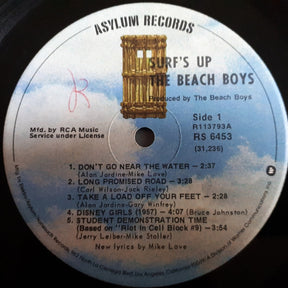 ASYLUM RECORDS
SURF'S UP
THE BEACH BOYS
Produced by The Beach Boys
Mfd. by RCA Music
Service under License
Side 1
R113793A
RS 6453
(31,236)
1. DON'T GO NEAR THE WATER - 2:37
(Alan Jardine-Mike Love)
2. LONG PROMISED ROAD - 3:28
(Carl Wilson-Jack Rieley)
3. TAKE A LOAD OFF YOUR FEET - 2:28
(Alan Jardine-Gary Winfrey)
4. DISNEY GIRLS (1957) - 4:07 (Bruce Johnston)
5. STUDENT DEMONSTRATION TIME
(Based on "Riot In Cell Block #9) - 3:54
(Jerry Leiber-Mike Stoller)
New lyrics by Mike Love